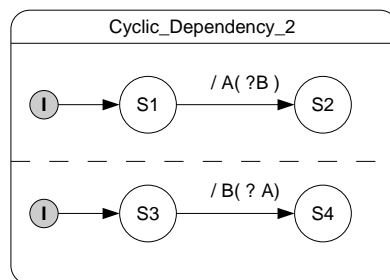 Cyclic_Dependency_2
/ A( ?B )
I S1 S2
/ B( ? A)
I S3 S4